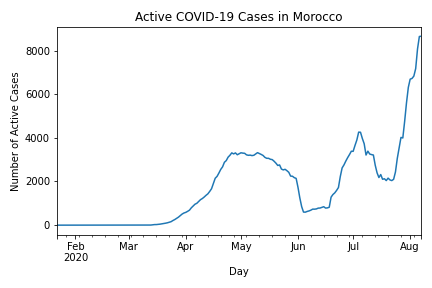 Active COVID-19 Cases in Morocco
Number of Active Cases
8000
6000
4000
2000
0
Feb Mar Apr May Jun Jul Aug
2020
Day